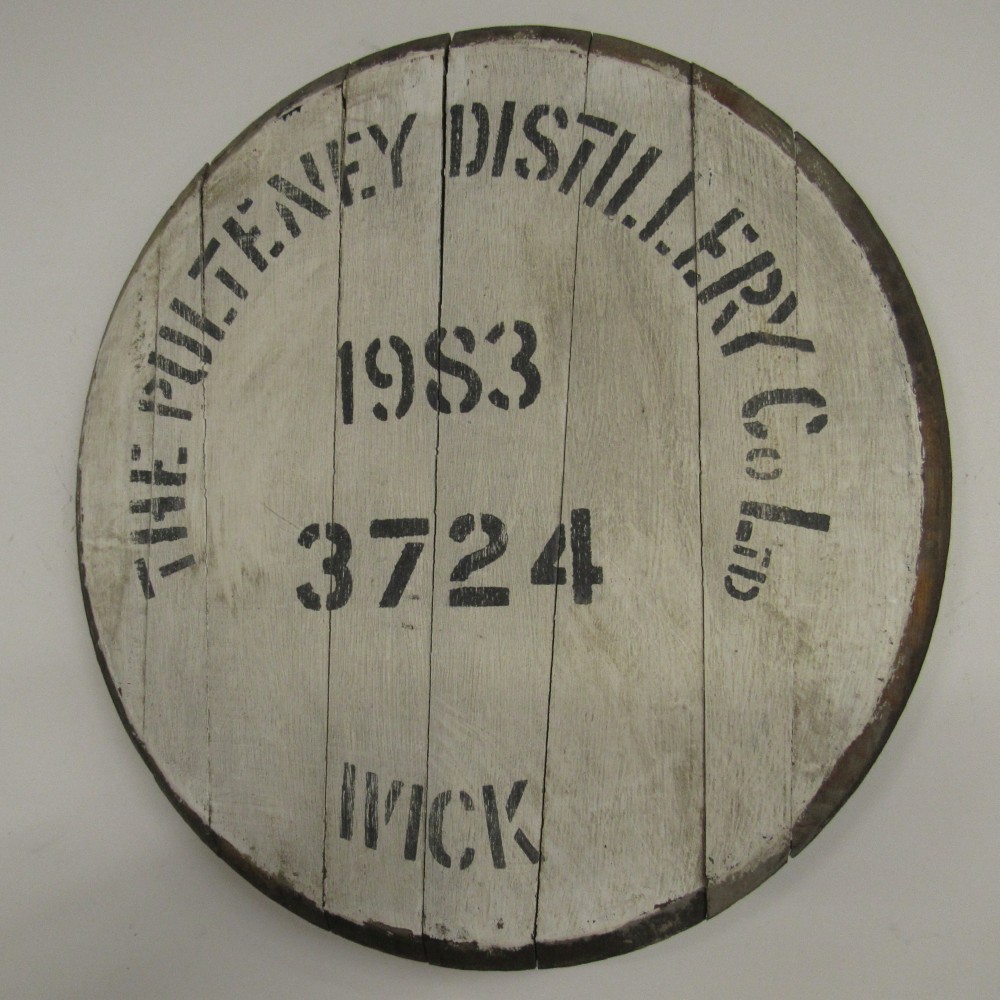 THE PULTENEY DISTILLERY Co LTD
1983
3724
WICK